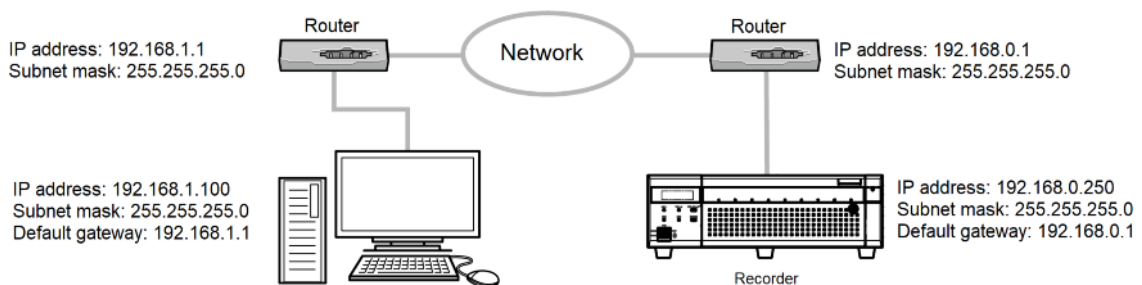 Router
IP address: 192.168.1.1
Subnet mask: 255.255.255.0
Network
Router
IP address: 192.168.0.1
Subnet mask: 255.255.255.0
IP address: 192.168.1.100
Subnet mask: 255.255.255.0
Default gateway: 192.168.1.1
IP address: 192.168.0.250
Subnet mask: 255.255.255.0
Default gateway: 192.168.0.1
Recorder